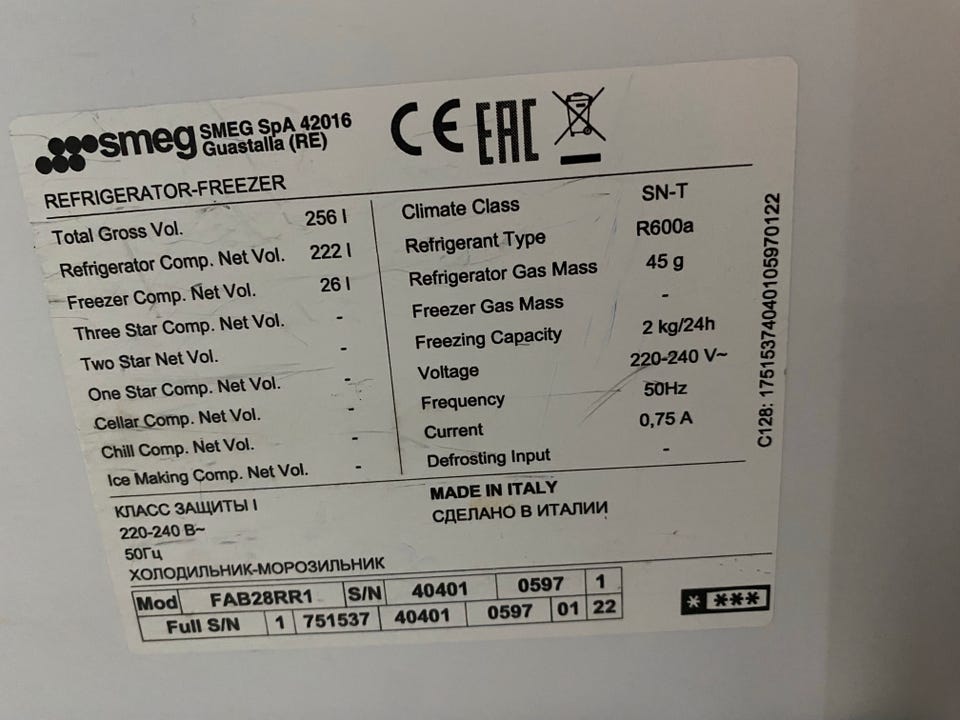 smeg SMEG SpA 42016
Guastalla (RE)
CE EAC
REFRIGERATOR-FREEZER
Total Gross Vol. 256 l
Refrigerator Comp. Net Vol. 222 l
Freezer Comp. Net Vol. 26 l
Three Star Comp. Net Vol. -
Two Star Net Vol. -
One Star Comp. Net Vol. -
Cellar Comp. Net Vol. -
Chill Comp. Net Vol. -
Ice Making Comp. Net Vol. -
Climate Class SN-T
Refrigerant Type R600a
Refrigerator Gas Mass 45 g
Freezer Gas Mass -
Freezing Capacity 2 kg/24h
Voltage 220-240 V~
Frequency 50Hz
Current 0,75 A
Defrosting Input -
C128: 17515374040105970122
КЛАСС ЗАЩИТЫ I
220-240 В~
50Гц
MADE IN ITALY
СДЕЛАНО В ИТАЛИИ
ХОЛОДИЛЬНИК-МОРОЗИЛЬНИК
Mod FAB28RR1 S/N 40401 0597 1
Full S/N 1 751537 40401 0597 01 22
* ***